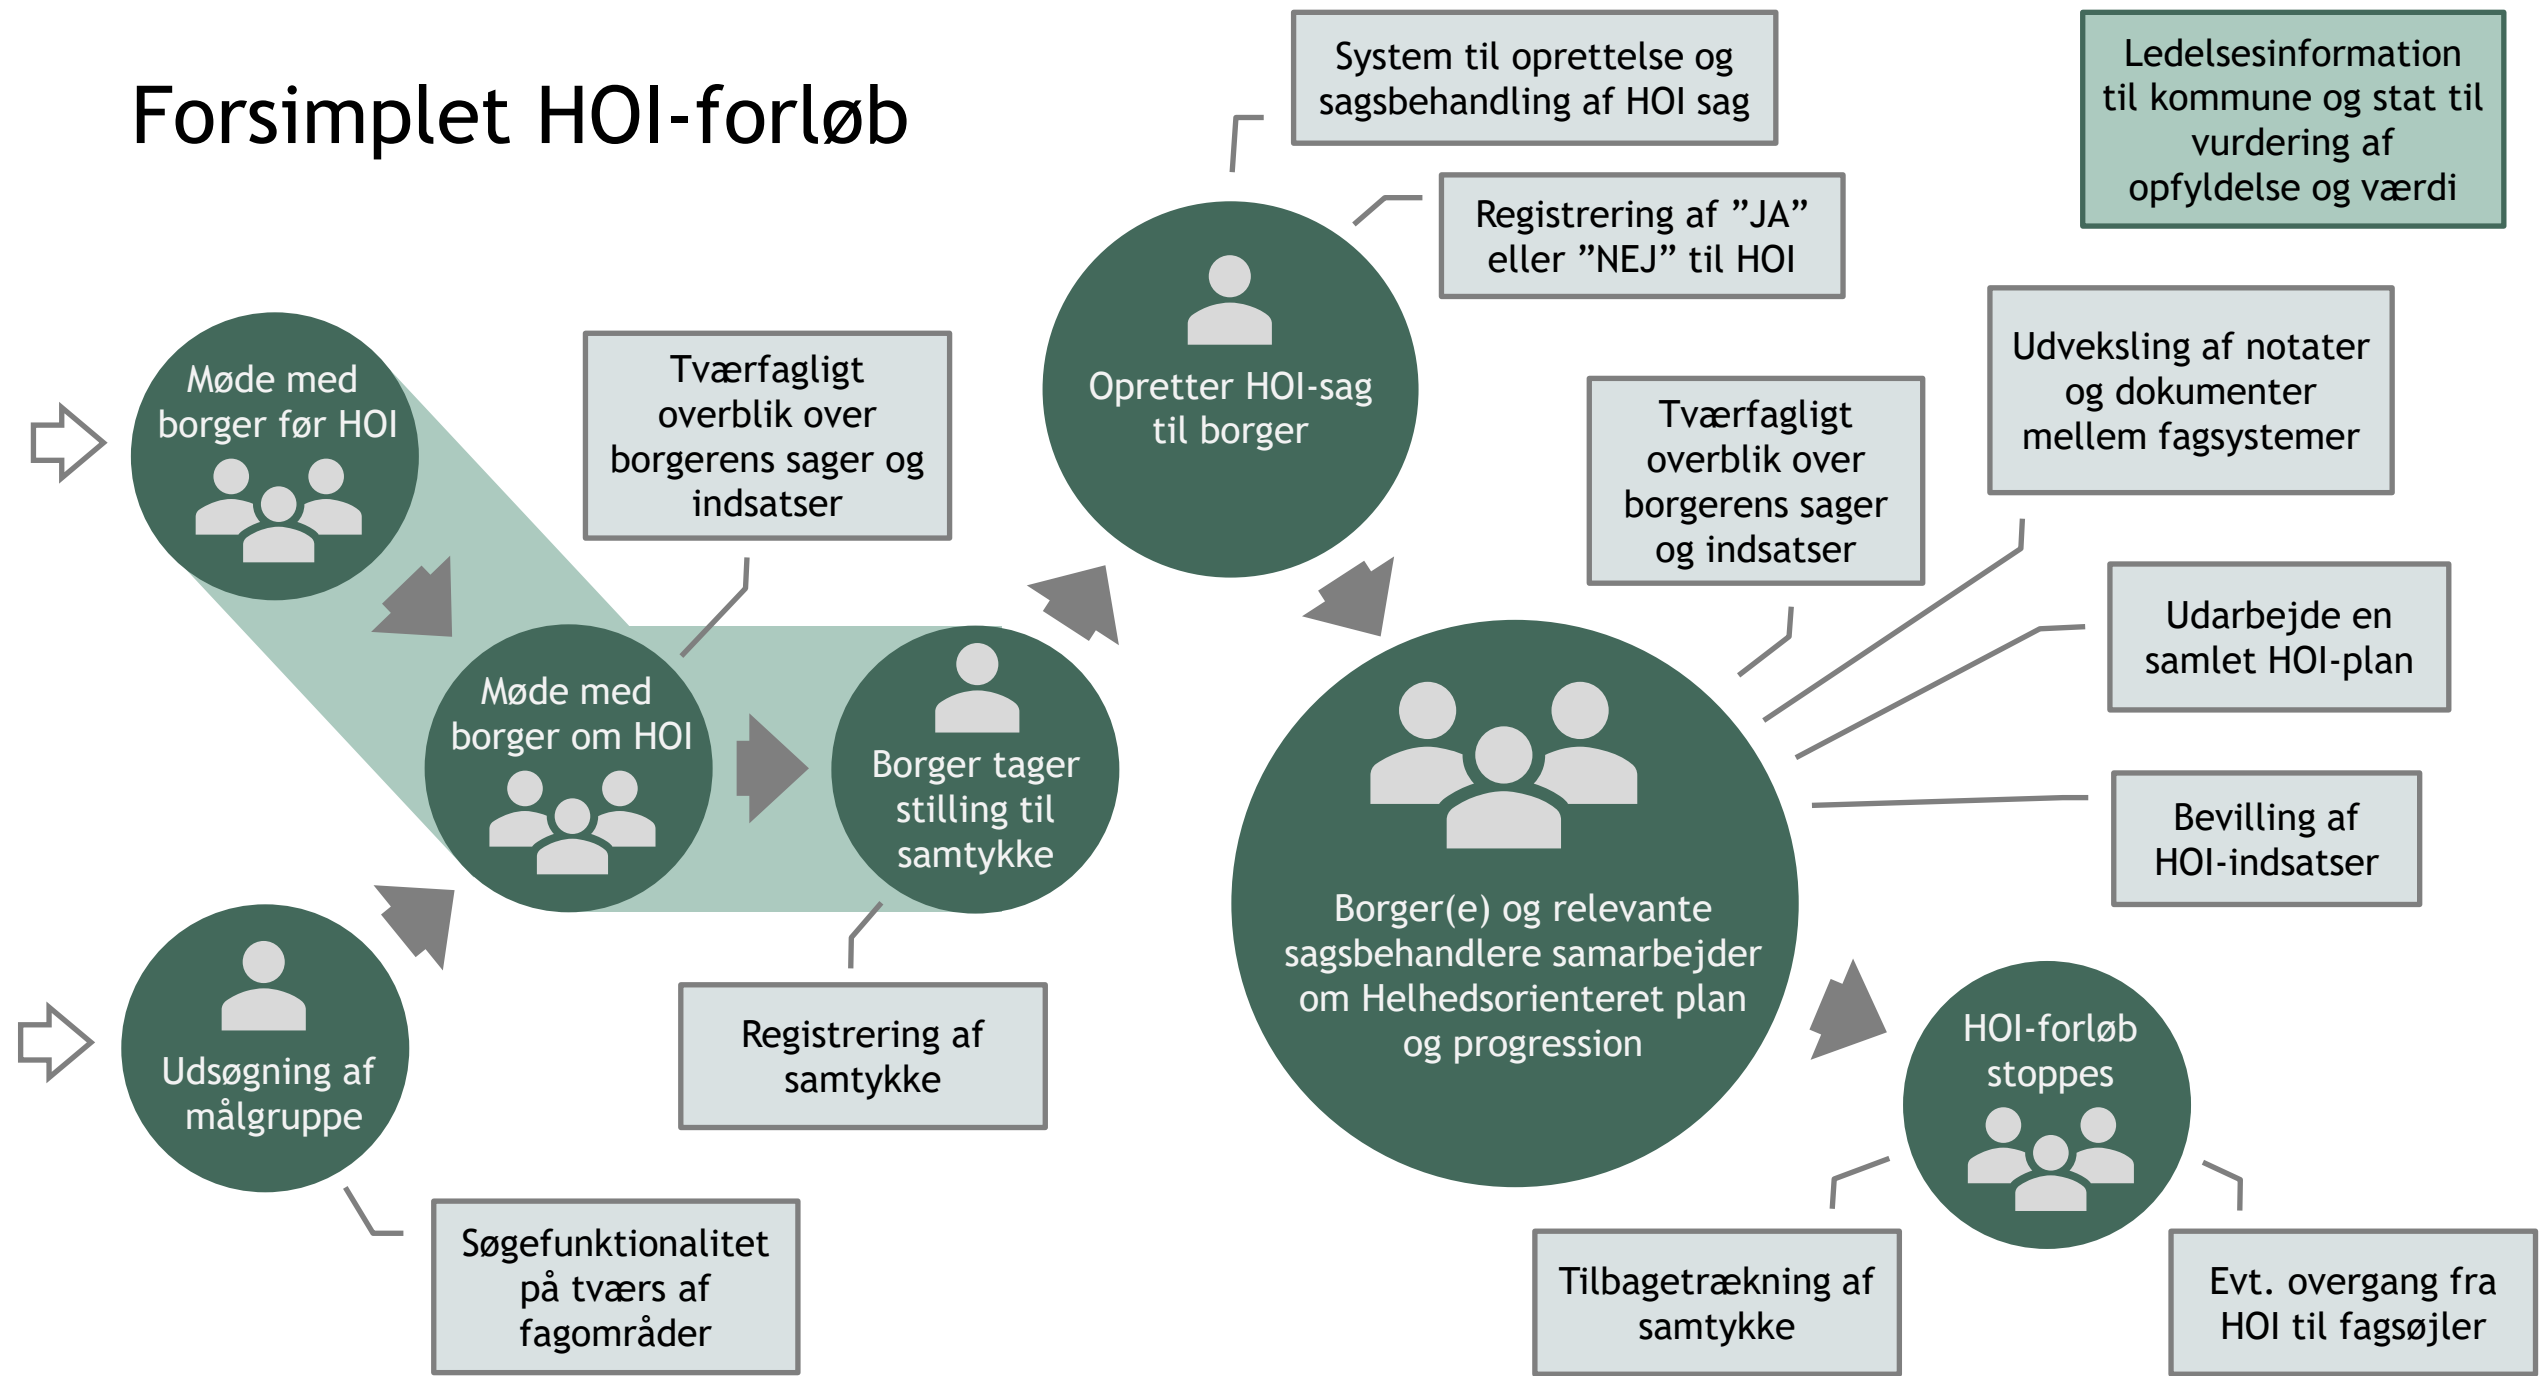 Forsimplet HOI-forløb
System til oprettelse og
sagsbehandling af HOI sag
Ledelsesinformation
til kommune og stat til
vurdering af
opfyldelse og værdi
Registrering af ”JA”
eller ”NEJ” til HOI
Møde med
borger før HOI
Tværfagligt
overblik over
borgerens sager og
indsatser
Opretter HOI-sag
til borger
Tværfagligt
overblik over
borgerens sager
og indsatser
Udveksling af notater
og dokumenter
mellem fagsystemer
Udarbejde en
samlet HOI-plan
Møde med
borger om HOI
Borger tager
stilling til
samtykke
Bevilling af
HOI-indsatser
Borger(e) og relevante
sagsbehandlere samarbejder
om Helhedsorienteret plan
og progression
Udsøgning af
målgruppe
Registrering af
samtykke
HOI-forløb
stoppes
Søgefunktionalitet
på tværs af
fagområder
Tilbagetrækning af
samtykke
Evt. overgang fra
HOI til fagsøjler